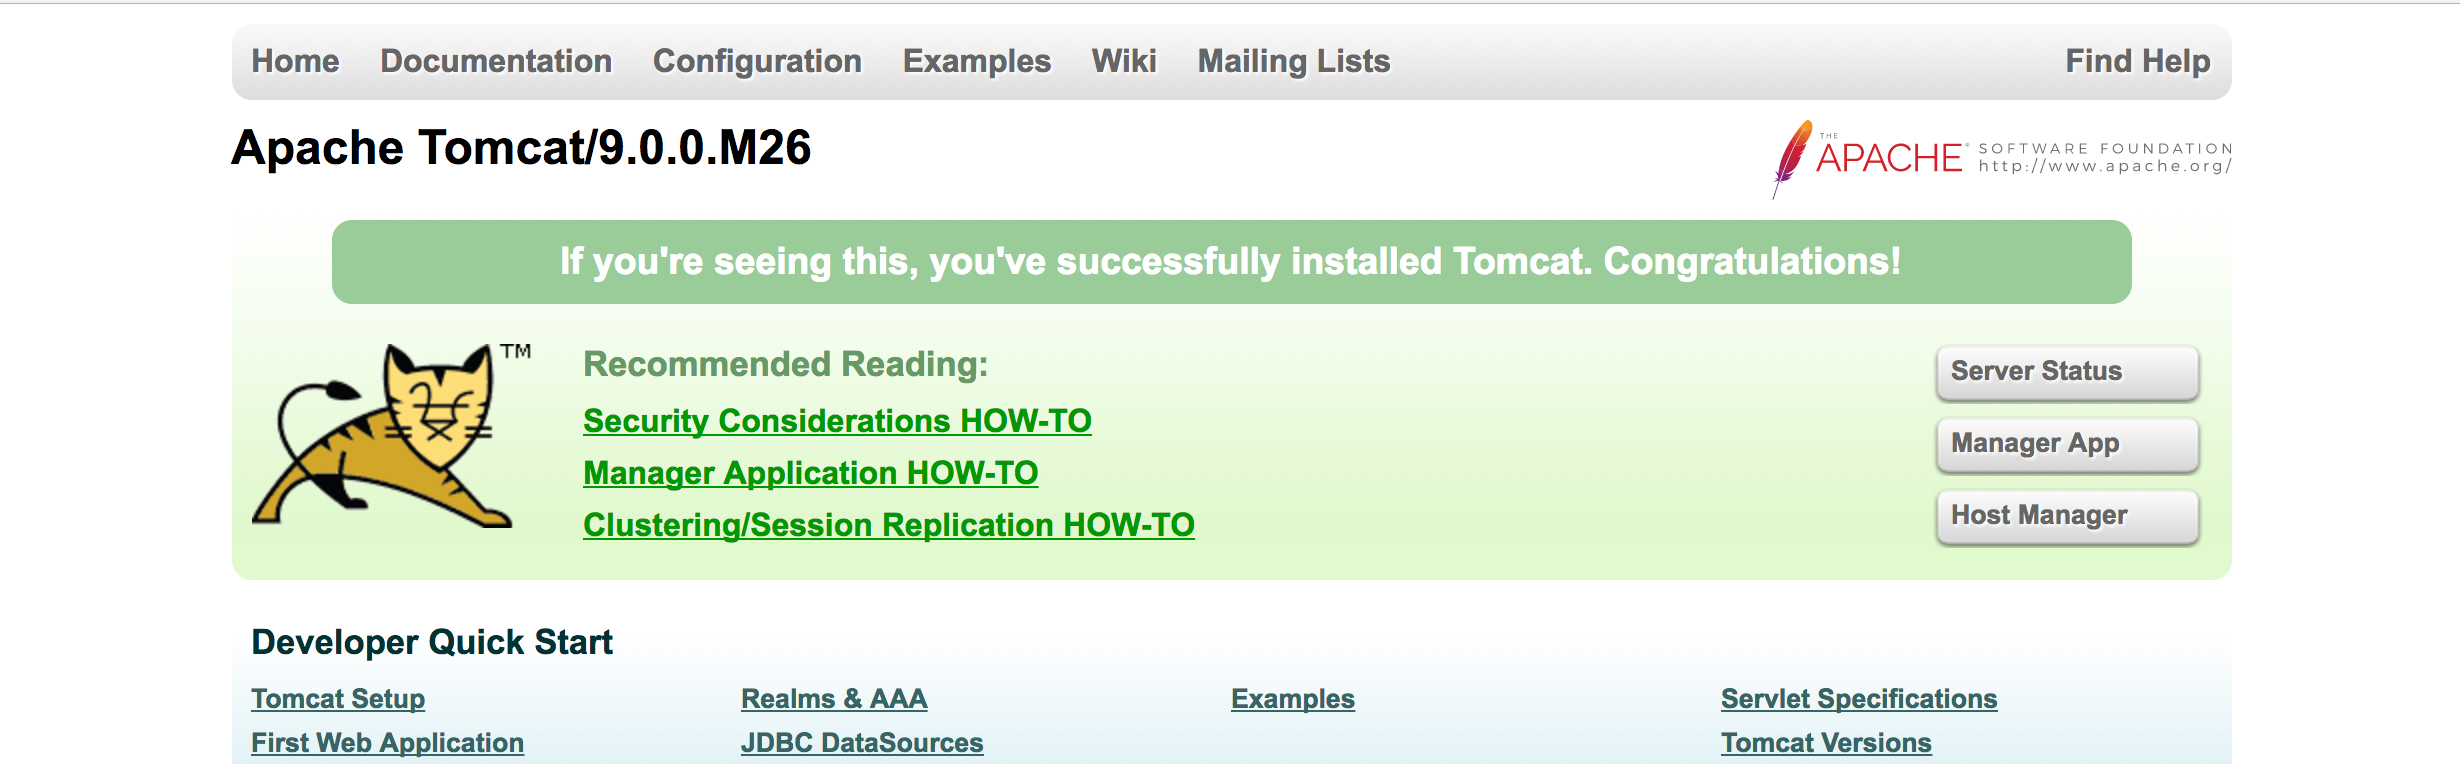 Home Documentation Configuration Examples Wiki Mailing Lists Find Help
Apache Tomcat/9.0.0.M26
THE
APACHE® SOFTWARE FOUNDATION
http://www.apache.org/
If you're seeing this, you've successfully installed Tomcat. Congratulations!
TM
Recommended Reading:
Security Considerations HOW-TO
Manager Application HOW-TO
Clustering/Session Replication HOW-TO
Server Status
Manager App
Host Manager
Developer Quick Start
Tomcat Setup
First Web Application
Realms & AAA
JDBC DataSources
Examples
Servlet Specifications
Tomcat Versions